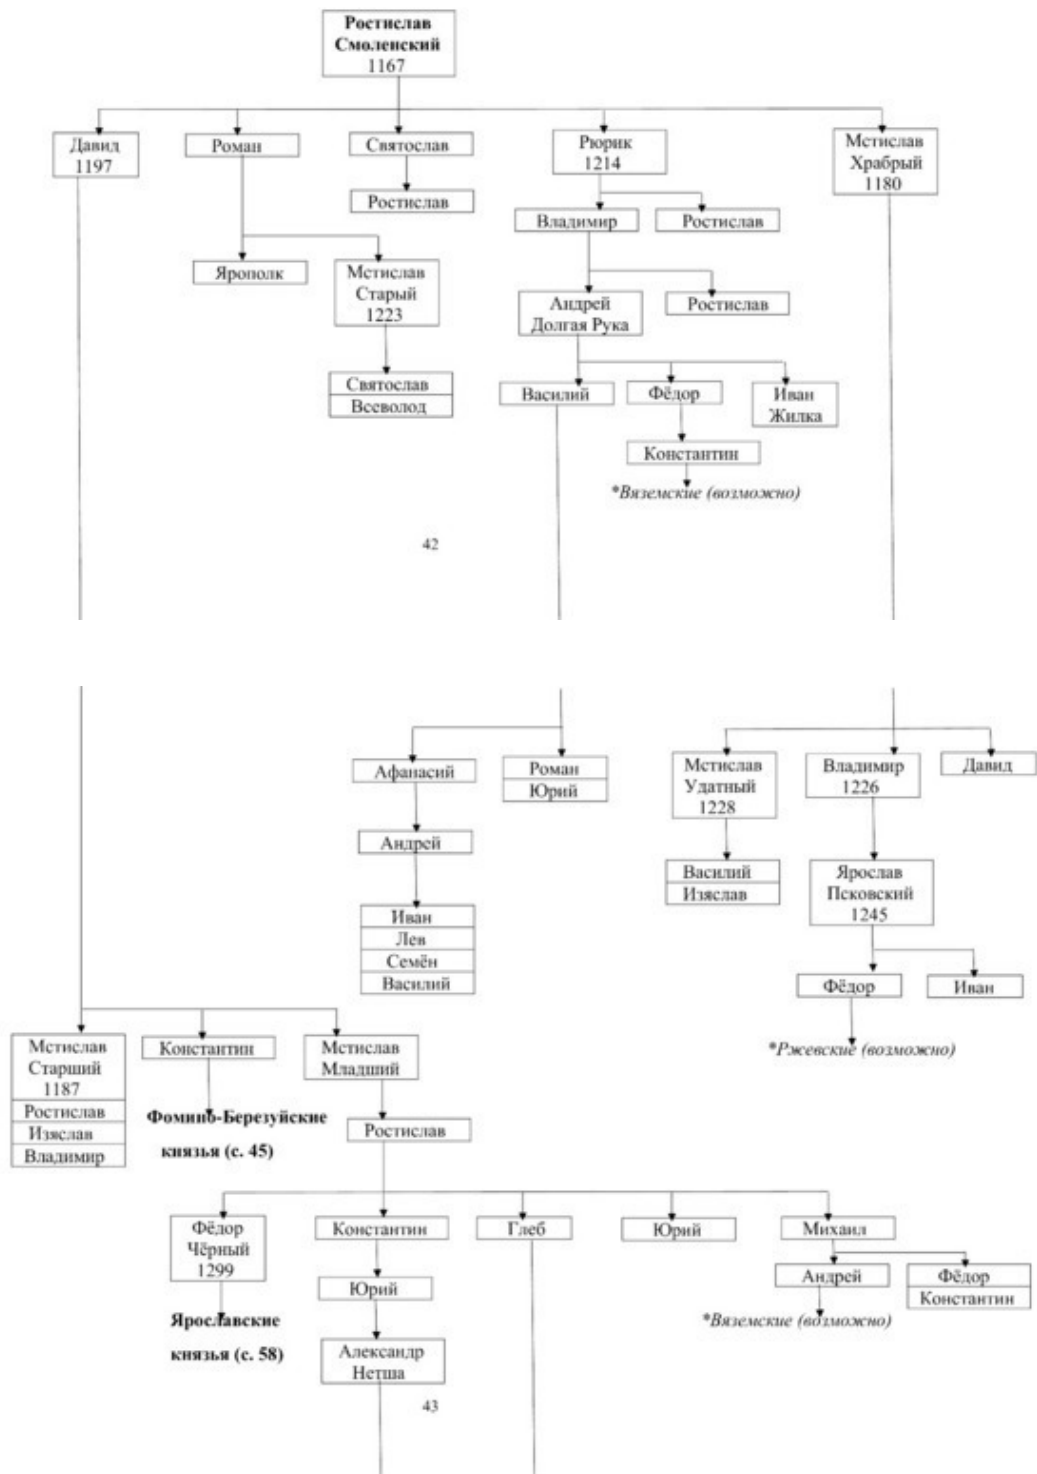 Ростислав
Смоленский
1167
Давид
1197
Роман
Святослав
Рюрик
1214
Мстислав
Храбрый
1180
Ростислав
Владимир
Ростислав
Ярополк
Мстислав
Старый
1223
Андрей
Долгая Рука
Ростислав
Святослав
Всеволод
Василий
Фёдор
Иван
Жилка
Константин
*Вяземские (возможно)
42
Афанасий
Роман
Юрий
Мстислав
Удатный
1228
Владимир
1226
Давид
Андрей
Василий
Изяслав
Ярослав
Псковский
1245
Иван
Лев
Семён
Василий
Фёдор
Иван
*Ржевские (возможно)
Мстислав
Старший
1187
Ростислав
Изяслав
Владимир
Константин
Мстислав
Младший
Фомино-Березуйские
князья (с. 45)
Ростислав
Фёдор
Чёрный
1299
Константин
Глеб
Юрий
Михаил
Юрий
Андрей
Фёдор
Константин
Ярославские
князья (с. 58)
*Вяземские (возможно)
Александр
Нетша
43